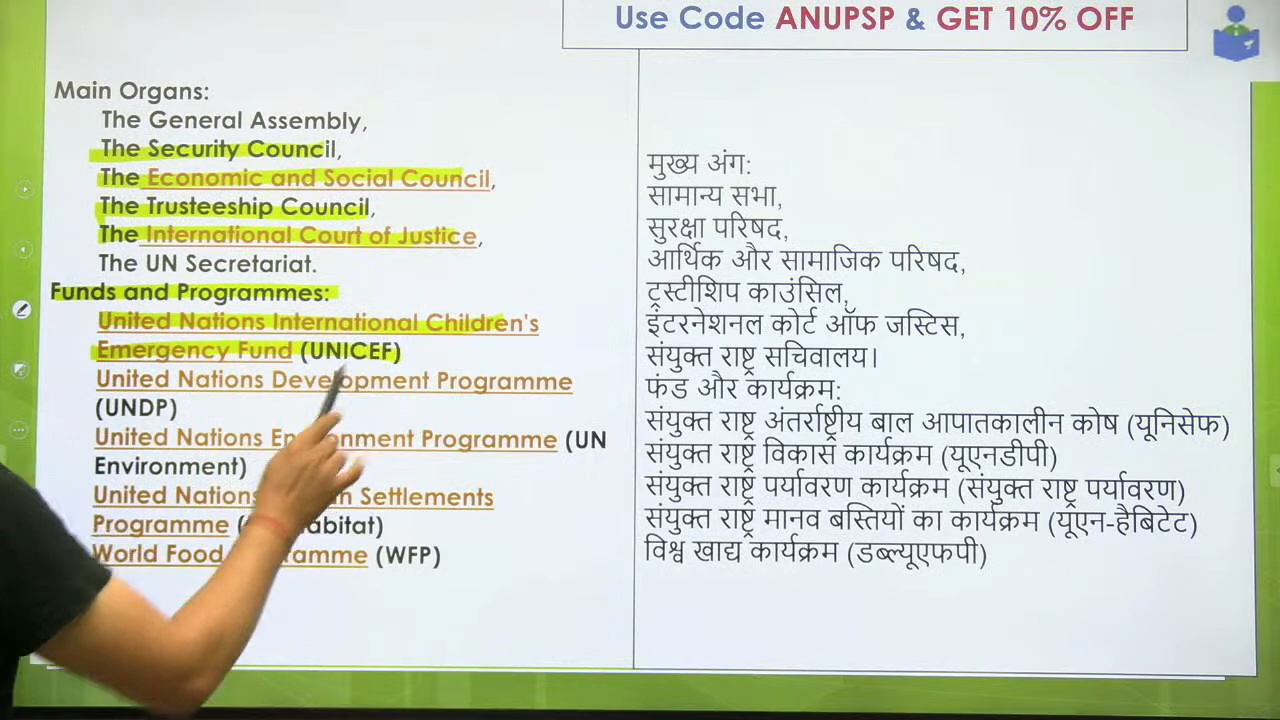 Use Code ANUPSP & GET 10% OFF
Main Organs:
The General Assembly,
The Security Council,
The Economic and Social Council,
The Trusteeship Council,
The International Court of Justice,
The UN Secretariat.
Funds and Programmes:
United Nations International Children's
Emergency Fund (UNICEF)
United Nations Development Programme
(UNDP)
United Nations Programme (UN
Environment)
United Nations Settlements
Programme
World Food (WFP)
मुख्य अंग:
सामान्य सभा,
सुरक्षा परिषद,
आर्थिक और सामाजिक परिषद,
ट्रस्टीशिप काउंसिल,
इंटरनेशनल कोर्ट ऑफ जस्टिस,
संयुक्त राष्ट्र सचिवालय।
फंड और कार्यक्रम:
संयुक्त राष्ट्र अंतर्राष्ट्रीय बाल आपातकालीन कोष (यूनिसेफ)
संयुक्त राष्ट्र विकास कार्यक्रम (यूएनडीपी)
संयुक्त राष्ट्र पर्यावरण कार्यक्रम (संयुक्त राष्ट्र पर्यावरण)
संयुक्त राष्ट्र मानव बस्तियों का कार्यक्रम (यूएन-हैबिटेट)
विश्व खाद्य कार्यक्रम (डब्ल्यूएफपी)